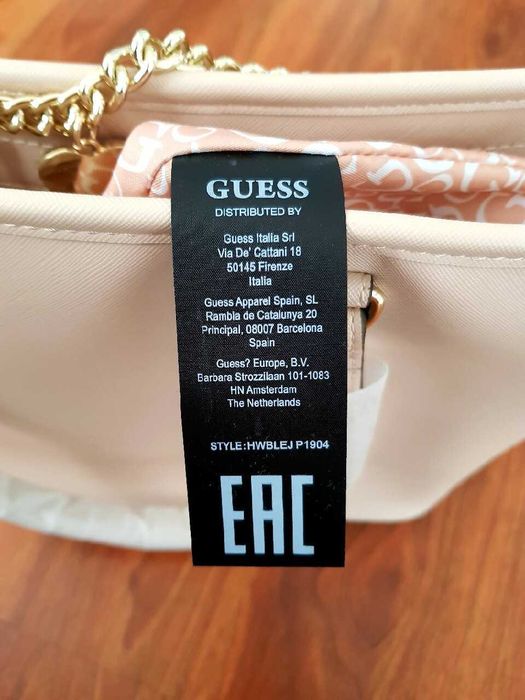 GUESS
DISTRIBUTED BY
Guess Italia Srl
Via De' Cattani 18
50145 Firenze
Italia
Guess Apparel Spain, SL
Rambla de Catalunya 20
Principal, 08007 Barcelona
Spain
Guess? Europe, B.V.
Barbara Strozzilaan 101-1083
HN Amsterdam
The Netherlands
STYLE:HWBLEJ P1904
EAC